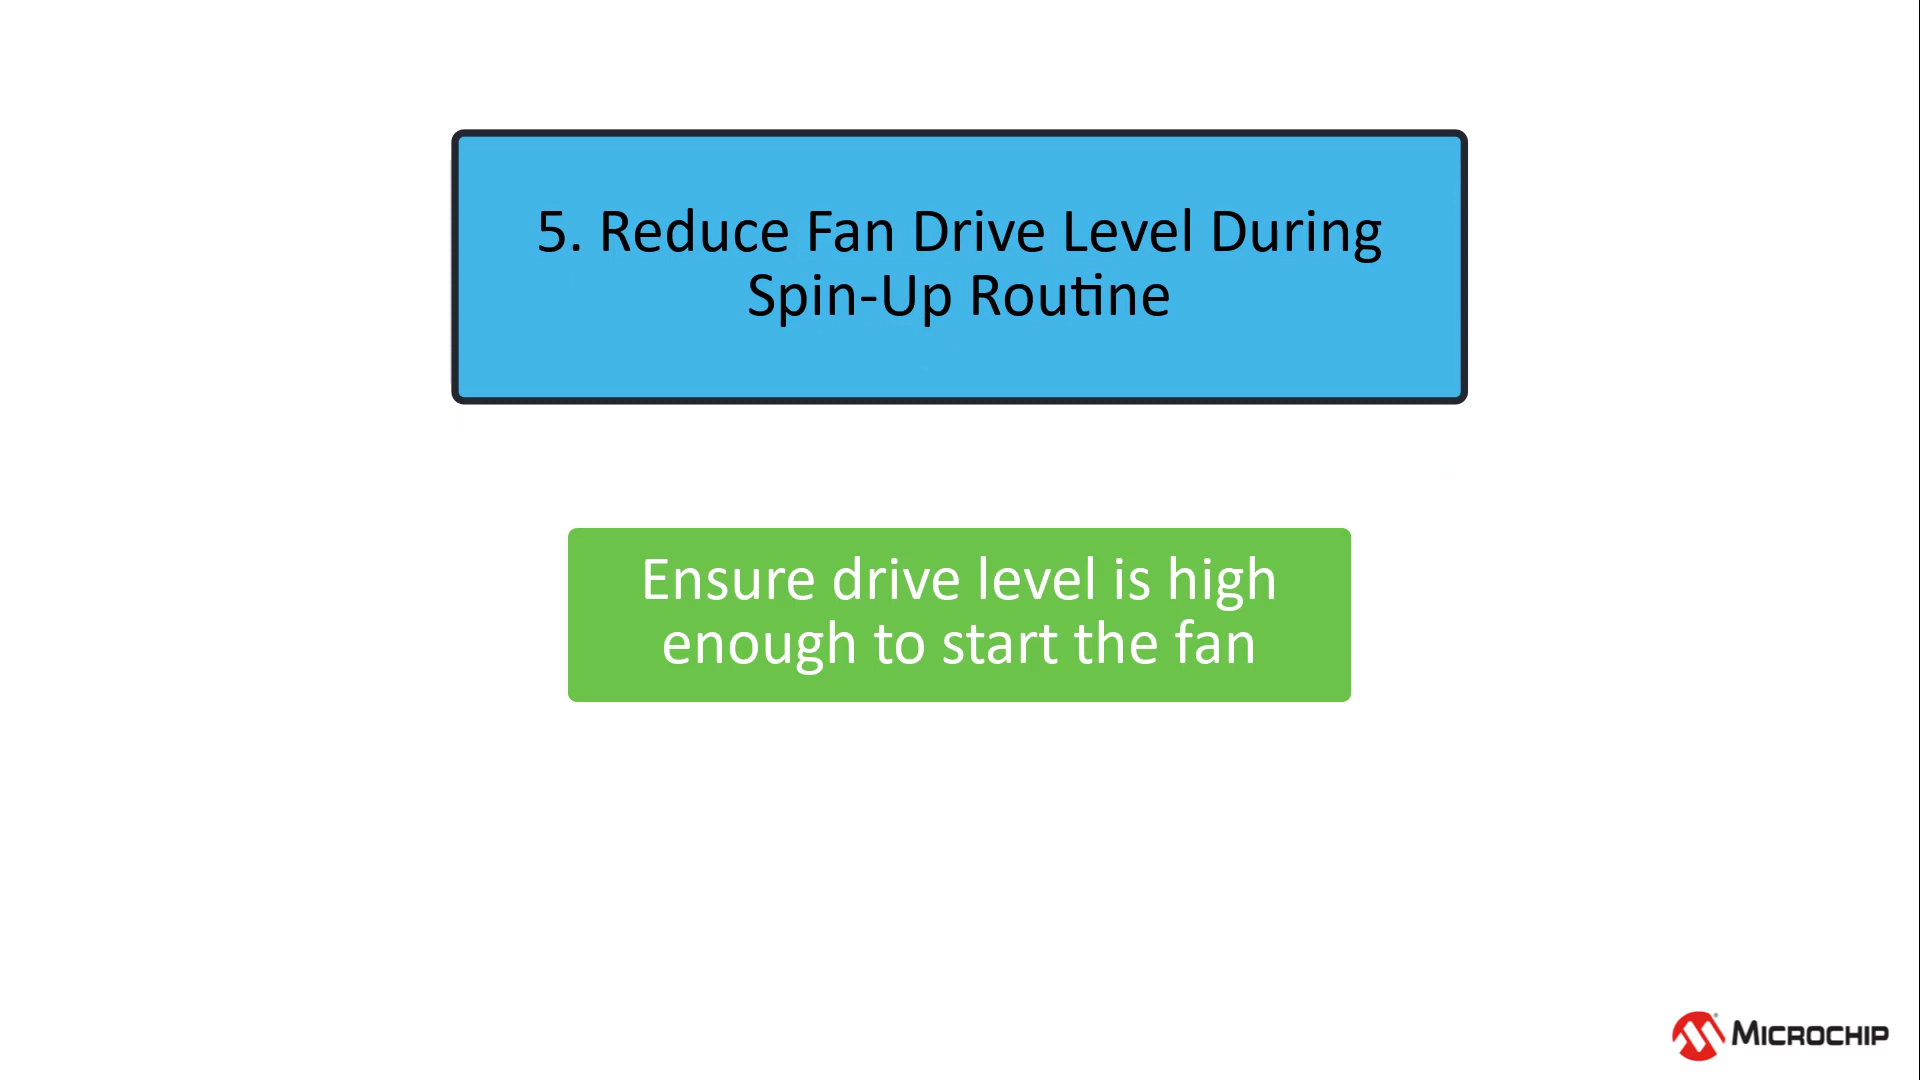 5. Reduce Fan Drive Level During
Spin-Up Routine
Ensure drive level is high
enough to start the fan
MICROCHIP